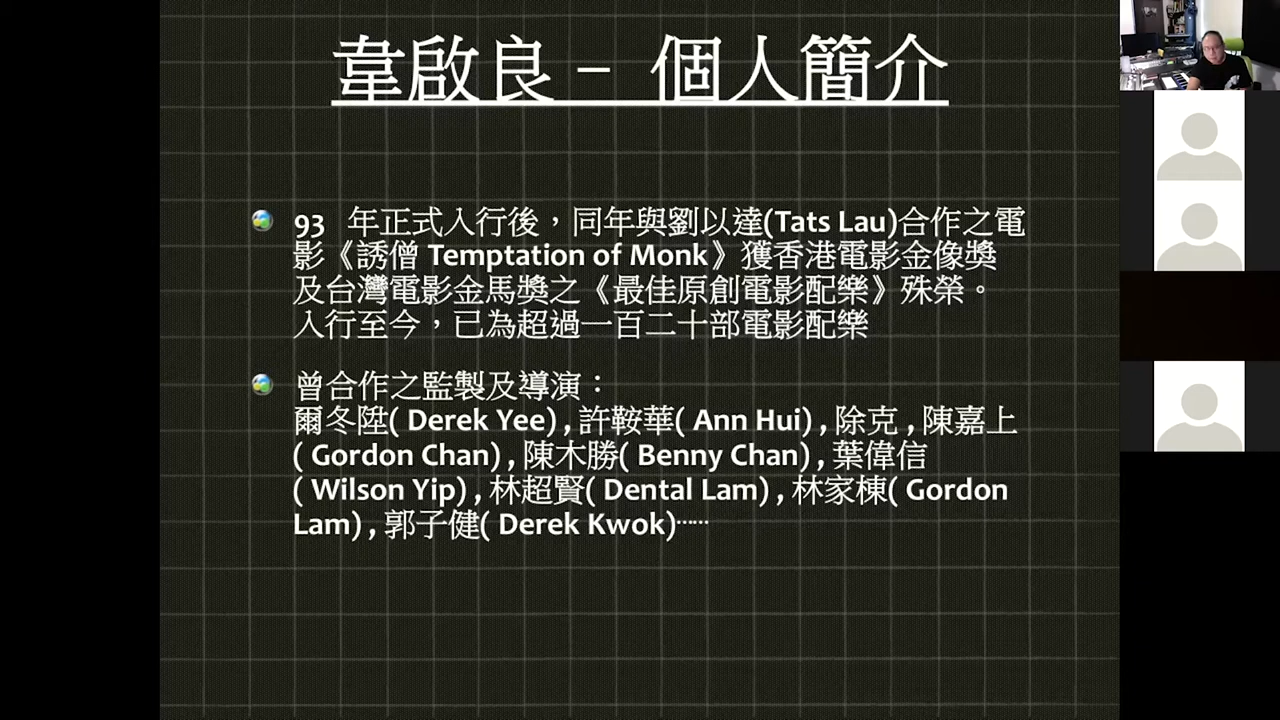 韋啟良 – 個人簡介
93 年正式入行後，同年與劉以達(Tats Lau)合作之電
影《誘僧 Temptation of Monk》獲香港電影金像獎
及台灣電影金馬獎之《最佳原創電影配樂》殊榮。
入行至今，已為超過一百二十部電影配樂
曾合作之監製及導演：
爾冬陞( Derek Yee) , 許鞍華( Ann Hui) , 除克 , 陳嘉上
( Gordon Chan) , 陳木勝( Benny Chan) , 葉偉信
( Wilson Yip) , 林超賢( Dental Lam) , 林家棟( Gordon
Lam) , 郭子健( Derek Kwok)……